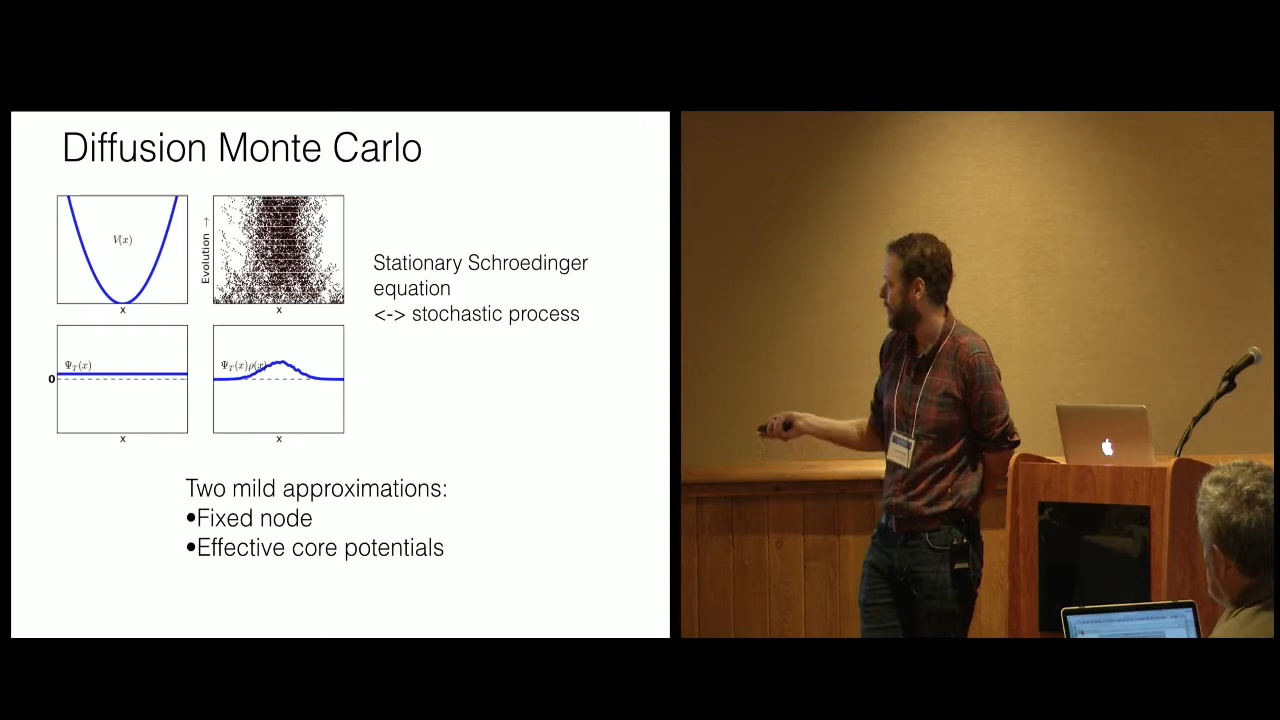 Diffusion Monte Carlo
V(x)
x
Evolution →
x
Stationary Schroedinger
equation
<-> stochastic process
Ψ_T(x)
0
x
Ψ_T(x)ρ(x)
x
Two mild approximations:
•Fixed node
•Effective core potentials